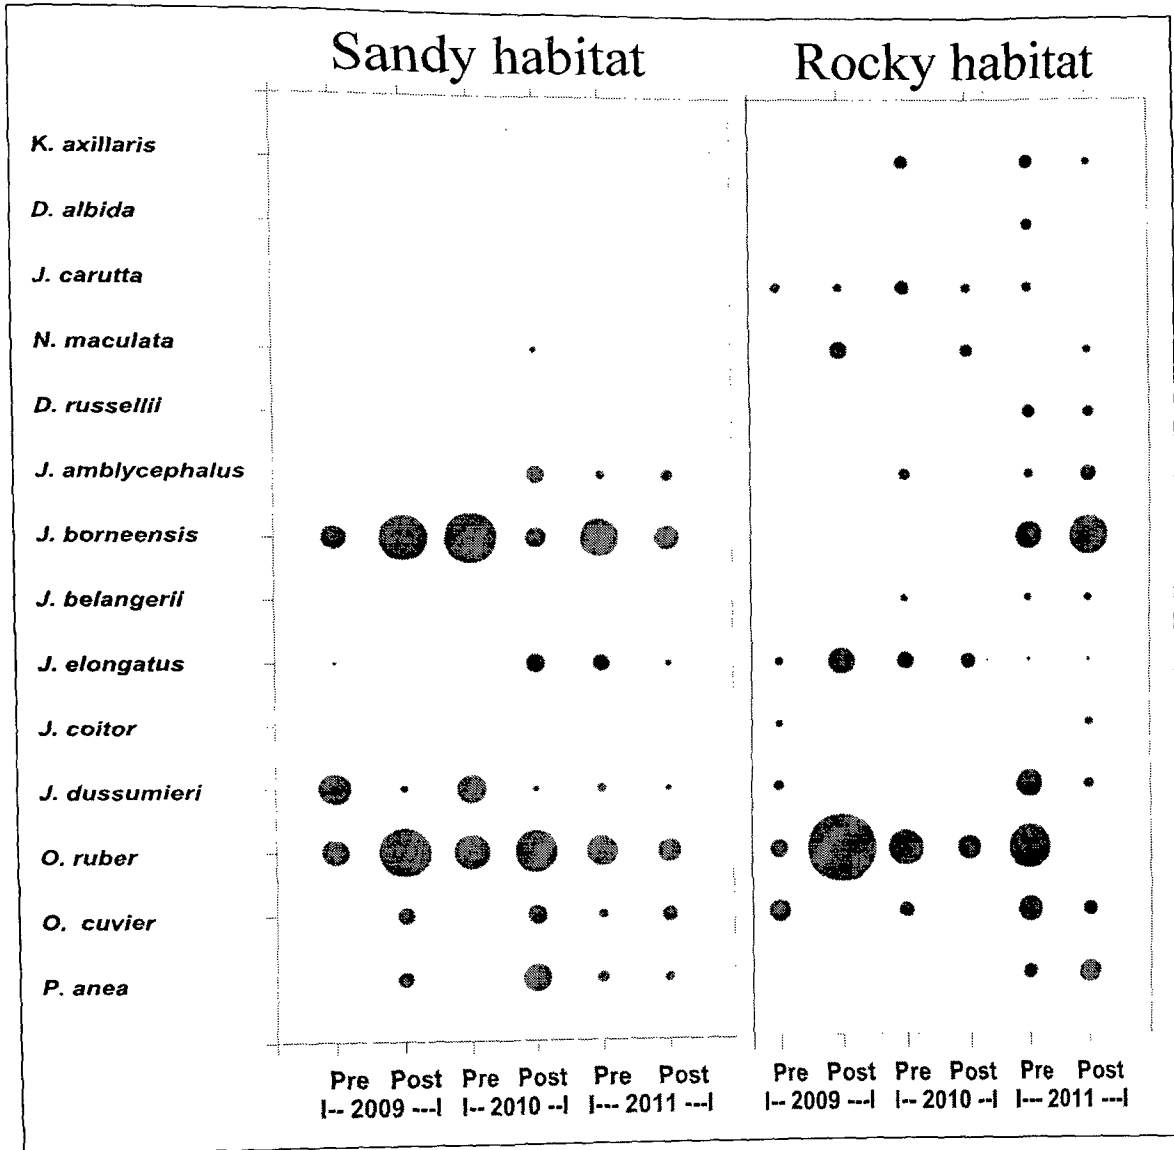 Sandy habitat
Rocky habitat
K. axillaris
D. albida
J. carutta
N. maculata
D. russellii
J. amblycephalus
J. borneensis
J. belangerii
J. elongatus
J. coitor
J. dussumieri
O. ruber
O. cuvier
P. anea
Pre Post Pre Post Pre Post
I-- 2009 ---I I-- 2010 --I I--- 2011 ---I
Pre Post Pre Post Pre Post
I-- 2009 ---I I-- 2010 --I I--- 2011 ---I